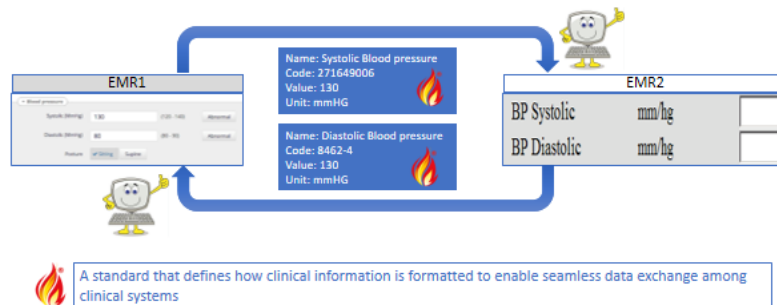 EMR1
Blood pressure
Systolic (mmHg) 130 (120 - 140) Abnormal
Diastolic (mmHg) 80 (80 - 90) Abnormal
Posture Sitting Supine
Name: Systolic Blood pressure
Code: 271649006
Value: 130
Unit: mmHG
Name: Diastolic Blood pressure
Code: 8462-4
Value: 130
Unit: mmHG
EMR2
BP Systolic mm/hg
BP Diastolic mm/hg
A standard that defines how clinical information is formatted to enable seamless data exchange among
clinical systems